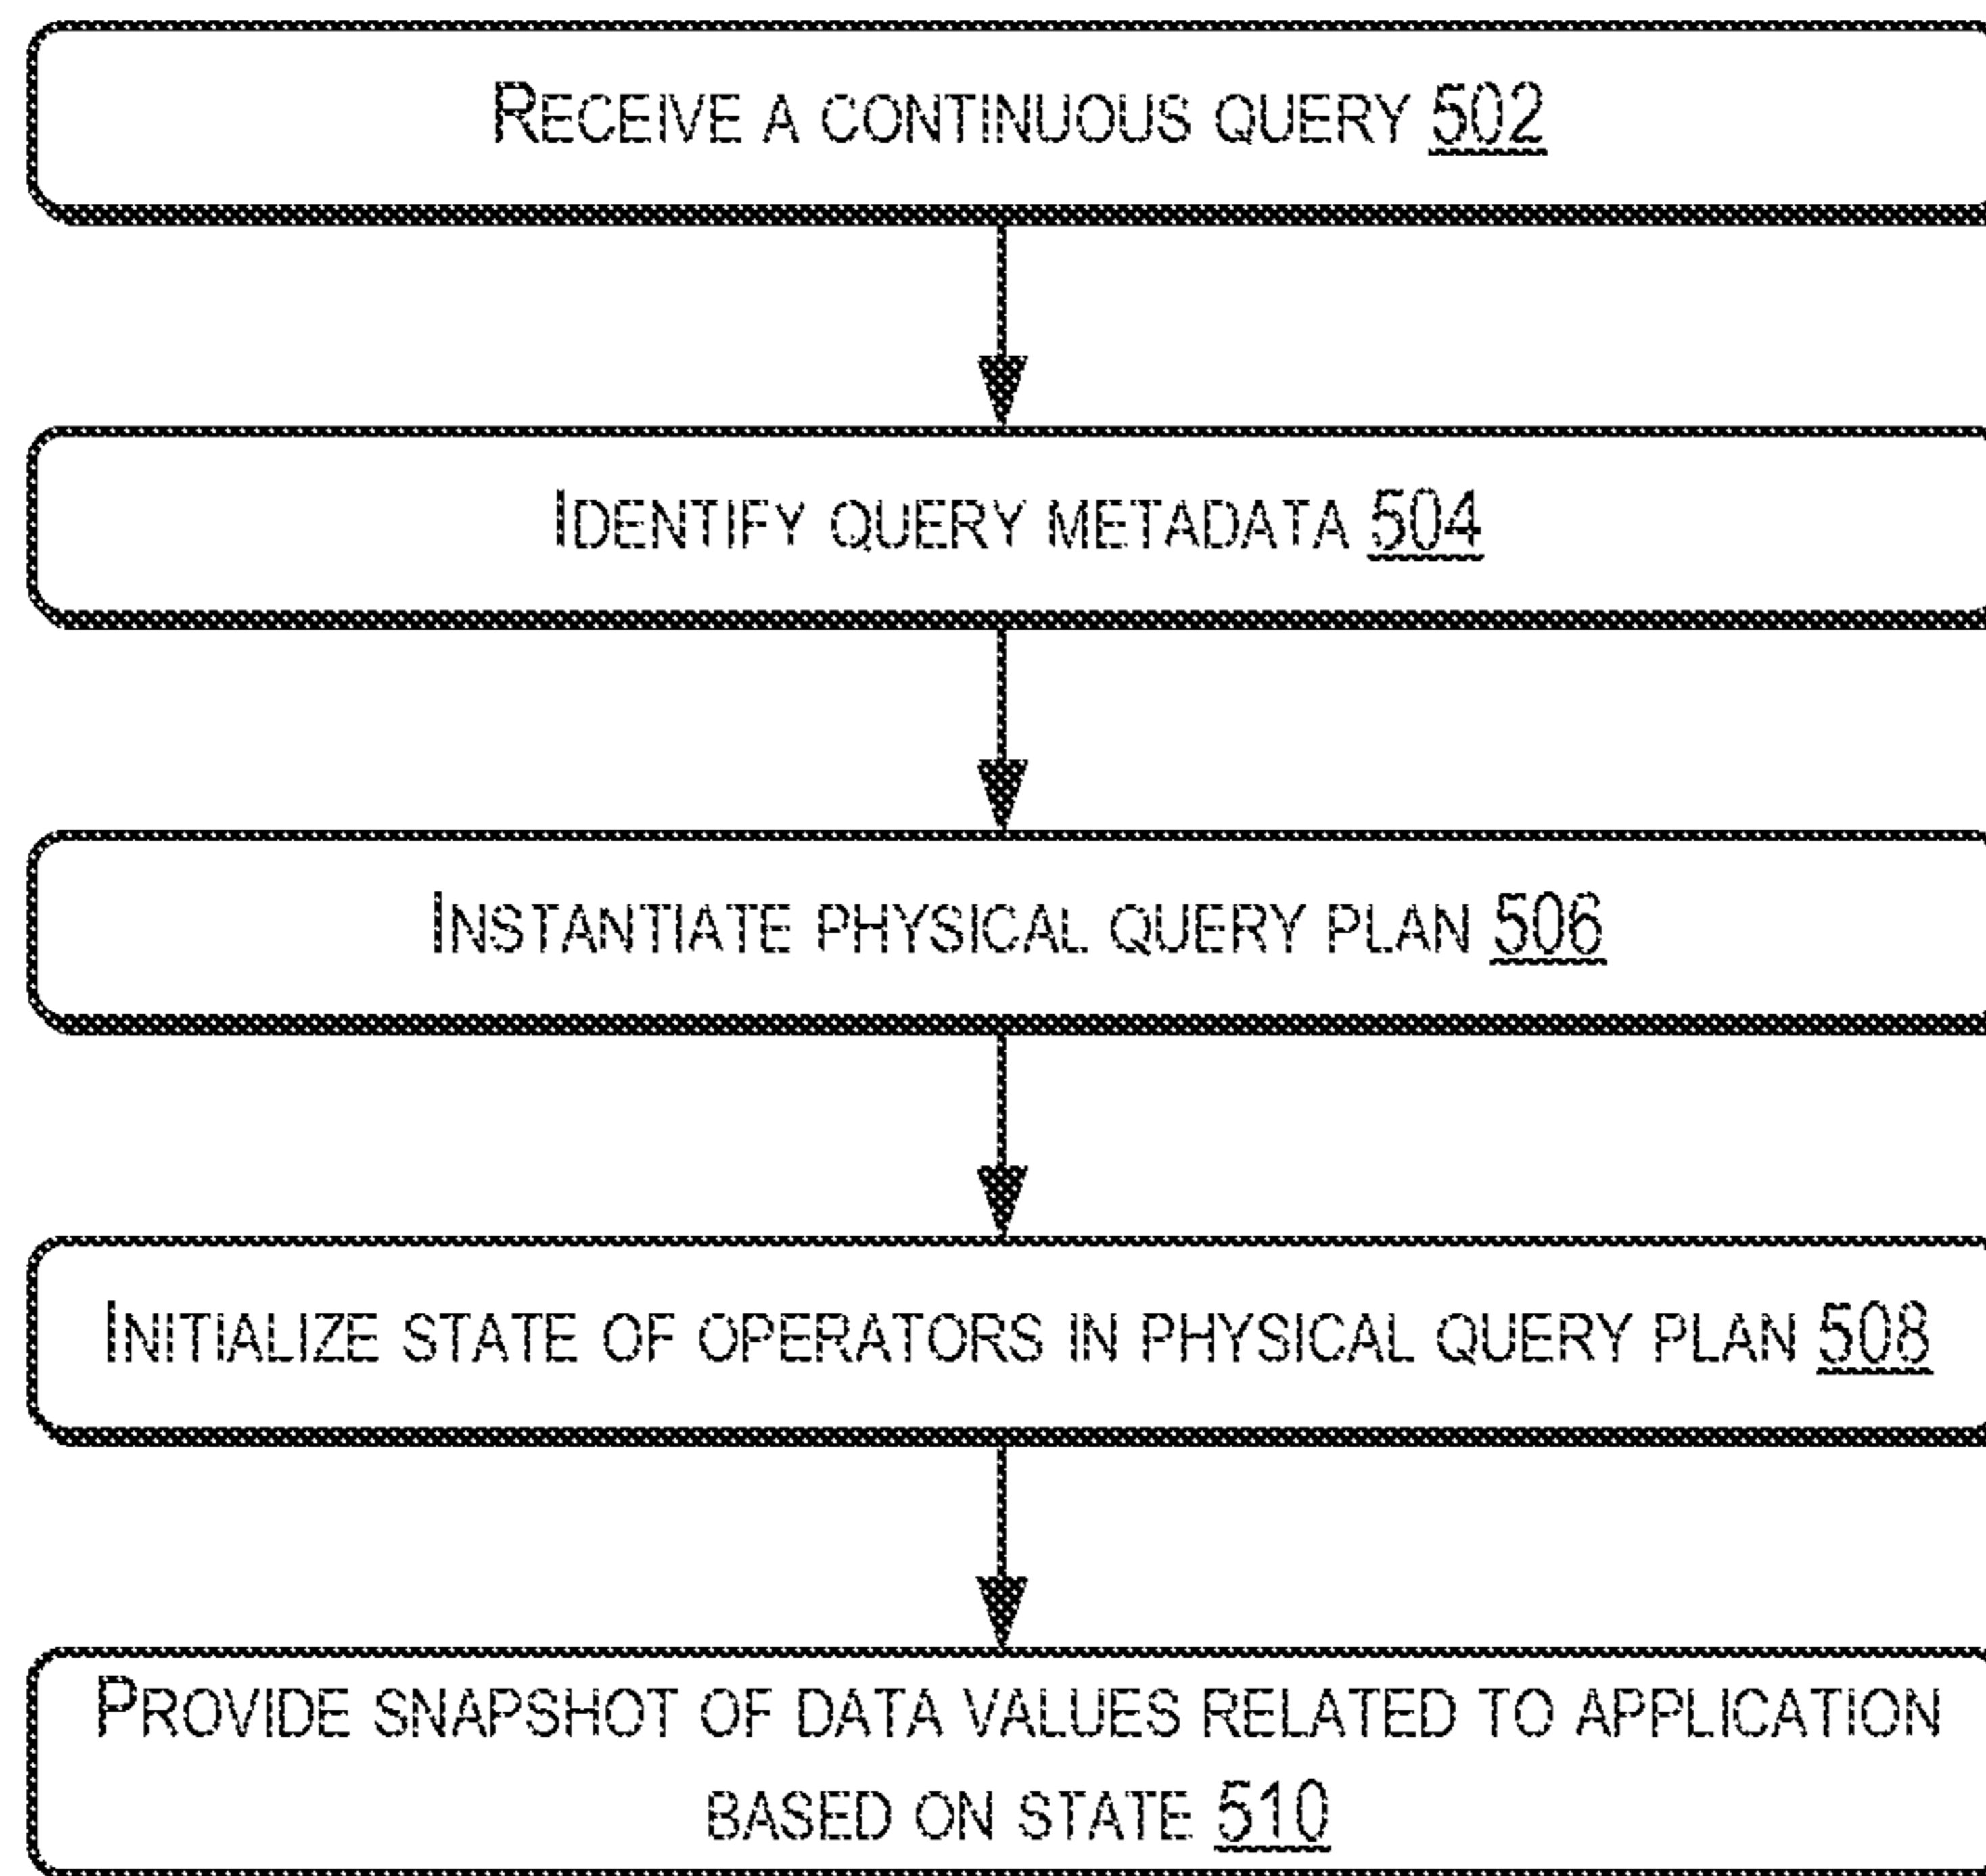 RECEIVE A CONTINUOUS QUERY 502
IDENTIFY QUERY METADATA 504
INSTANTIATE PHYSICAL QUERY PLAN 506
INITIALIZE STATE OF OPERATORS IN PHYSICAL QUERY PLAN 508
PROVIDE SNAPSHOT OF DATA VALUES RELATED TO APPLICATION
BASED ON STATE 510